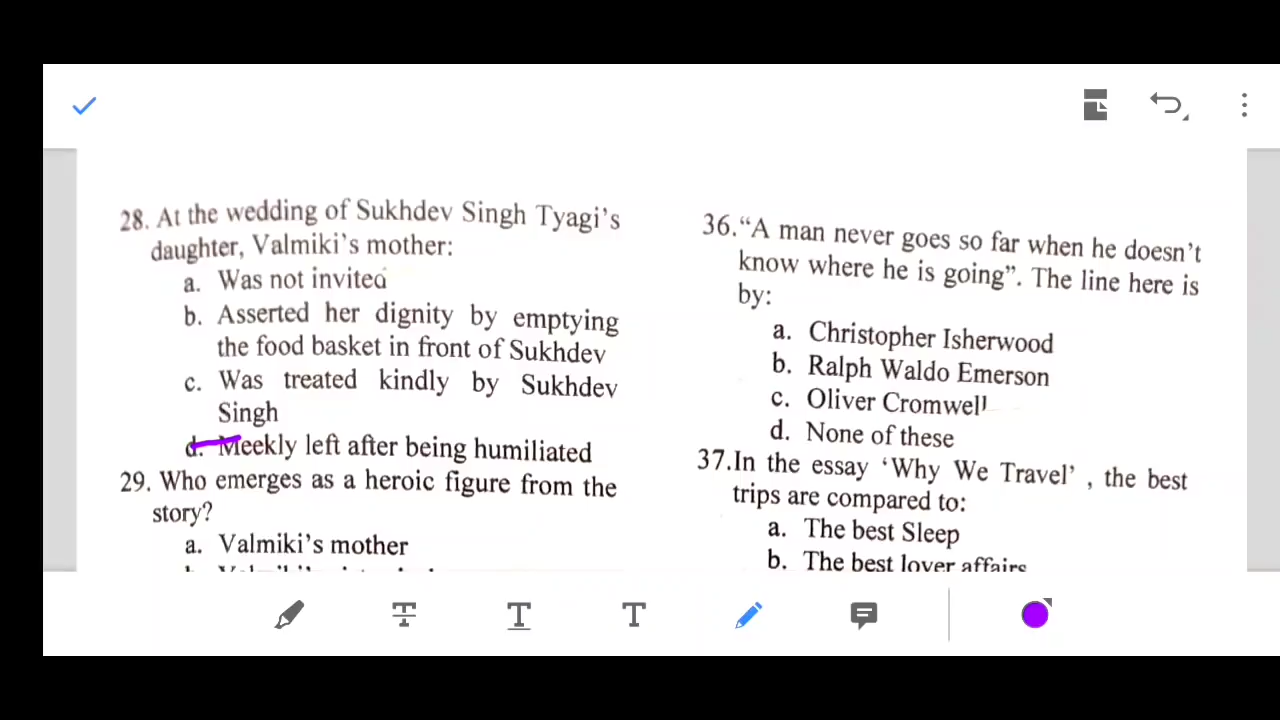 28. At the wedding of Sukhdev Singh Tyagi's
daughter, Valmiki's mother:
a. Was not invited
b. Asserted her dignity by emptying
the food basket in front of Sukhdev
c. Was treated kindly by Sukhdev
Singh
d. Meekly left after being humiliated
29. Who emerges as a heroic figure from the
story?
a. Valmiki's mother
36. “A man never goes so far when he doesn't
know where he is going”. The line here is
by:
a. Christopher Isherwood
b. Ralph Waldo Emerson
c. Oliver Cromwell
d. None of these
37.In the essay ‘Why We Travel’ , the best
trips are compared to:
a. The best Sleep
b. The best lover affairs